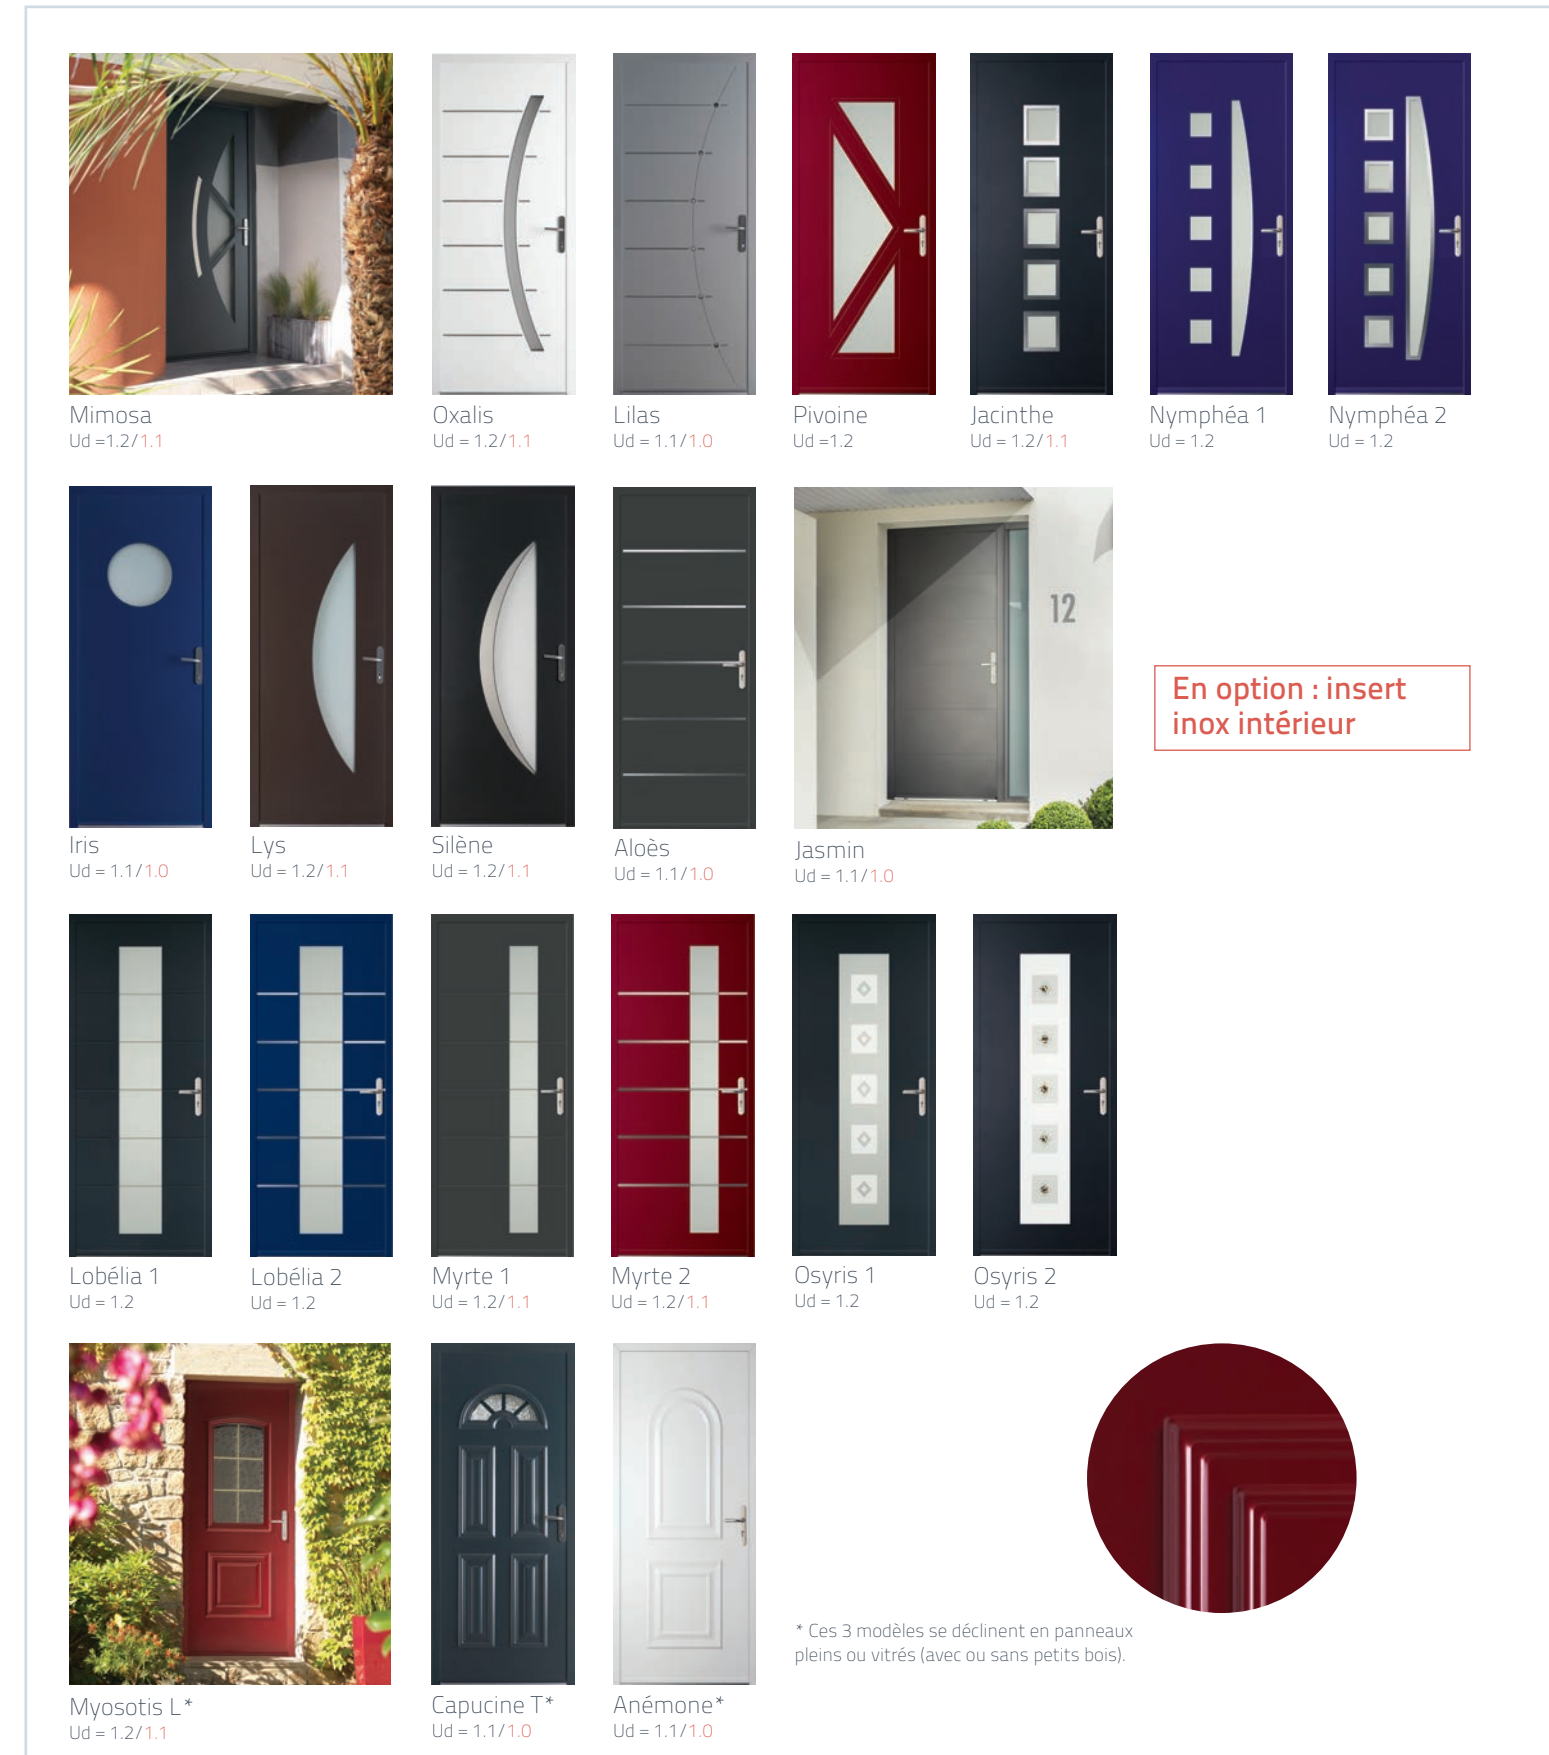 Mimosa
Ud =1.2/1.1
Oxalis
Ud = 1.2/1.1
Lilas
Ud = 1.1/1.0
Pivoine
Ud =1.2
Jacinthe
Ud = 1.2/1.1
Nymphéa 1
Ud = 1.2
Nymphéa 2
Ud = 1.2
12
En option : insert
inox intérieur
Iris
Ud = 1.1/1.0
Lys
Ud = 1.2/1.1
Silène
Ud = 1.2/1.1
Aloès
Ud = 1.1/1.0
Jasmin
Ud = 1.1/1.0
Lobélia 1
Ud = 1.2
Lobélia 2
Ud = 1.2
Myrte 1
Ud = 1.2/1.1
Myrte 2
Ud = 1.2/1.1
Osyris 1
Ud = 1.2
Osyris 2
Ud = 1.2
* Ces 3 modèles se déclinent en panneaux
pleins ou vitrés (avec ou sans petits bois).
Myosotis L*
Ud = 1.2/1.1
Capucine T*
Ud = 1.1/1.0
Anémone*
Ud = 1.1/1.0